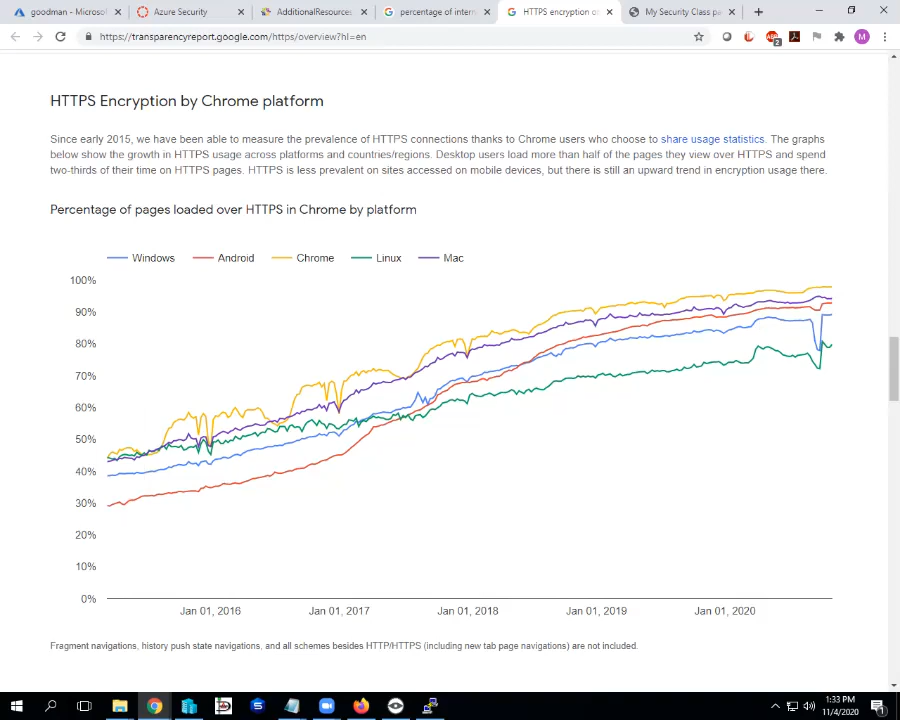 goodman - Microsof
Azure Security
AdditionalResources
percentage of intern
HTTPS encryption on
My Security Class pa
https://transparencyreport.google.com/https/overview?hl=en
ABP
2
M
HTTPS Encryption by Chrome platform
Since early 2015, we have been able to measure the prevalence of HTTPS connections thanks to Chrome users who choose to share usage statistics. The graphs
below show the growth in HTTPS usage across platforms and countries/regions. Desktop users load more than half of the pages they view over HTTPS and spend
two-thirds of their time on HTTPS pages. HTTPS is less prevalent on sites accessed on mobile devices, but there is still an upward trend in encryption usage there.
Percentage of pages loaded over HTTPS in Chrome by platform
Windows Android Chrome Linux Mac
100%
90%
80%
70%
60%
50%
40%
30%
20%
10%
0%
Jan 01, 2016 Jan 01, 2017 Jan 01, 2018 Jan 01, 2019 Jan 01, 2020
Fragment navigations, history push state navigations, and all schemes besides HTTP/HTTPS (including new tab page navigations) are not included.
1:33 PM
11/4/2020
1